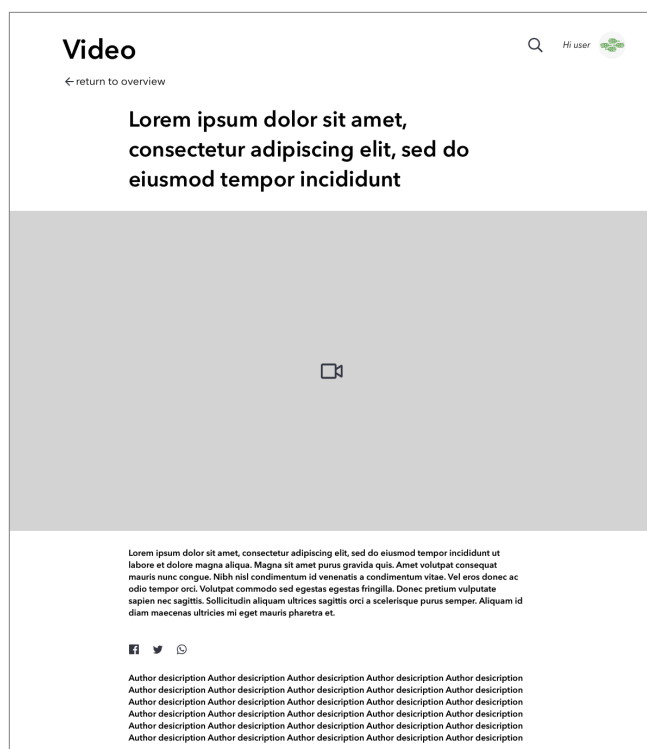 Video
Hi user
return to overview
Lorem ipsum dolor sit amet,
consectetur adipiscing elit, sed do
eiusmod tempor incididunt
Lorem ipsum dolor sit amet, consectetur adipiscing elit, sed do eiusmod tempor incididunt ut
labore et dolore magna aliqua. Magna sit amet purus gravida quis. Amet volutpat consequat
mauris nunc congue. Nibh nisl condimentum id venenatis a condimentum vitae. Vel eros donec ac
odio tempor orci. Volutpat commodo sed egestas egestas fringilla. Donec pretium vulputate
sapien nec sagittis. Sollicitudin aliquam ultrices sagittis orci a scelerisque purus semper. Aliquam id
diam maecenas ultricies mi eget mauris pharetra et.
Author desicription Author desicription Author desicription Author desicription Author desicription
Author desicription Author desicription Author desicription Author desicription Author desicription
Author desicription Author desicription Author desicription Author desicription Author desicription
Author desicription Author desicription Author desicription Author desicription Author desicription
Author desicription Author desicription Author desicription Author desicription Author desicription
Author desicription Author desicription Author desicription Author desicription Author desicription